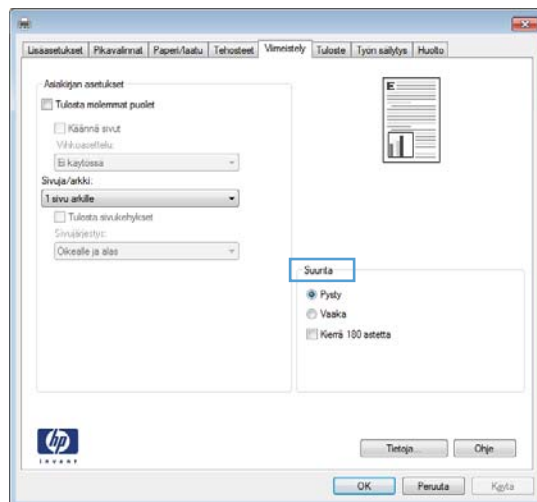 Lisäasetukset Pikavalinnat Paperi/laatu Tehosteet Viimeistely Tuloste Työn säilytys Huolto
Asiakirjan asetukset
Tulosta molemmat puolet
Käännä sivut
Vihkoasettelu:
Ei käytössä
Sivuja/arkki:
1 sivu arkille
Tulosta sivukehykset
Sivujärjestys:
Oikealle ja alas
E
Suunta
Pysty
Vaaka
Kierrä 180 astetta
hp
invent
Tietoja... Ohje
OK Peruuta Käytä